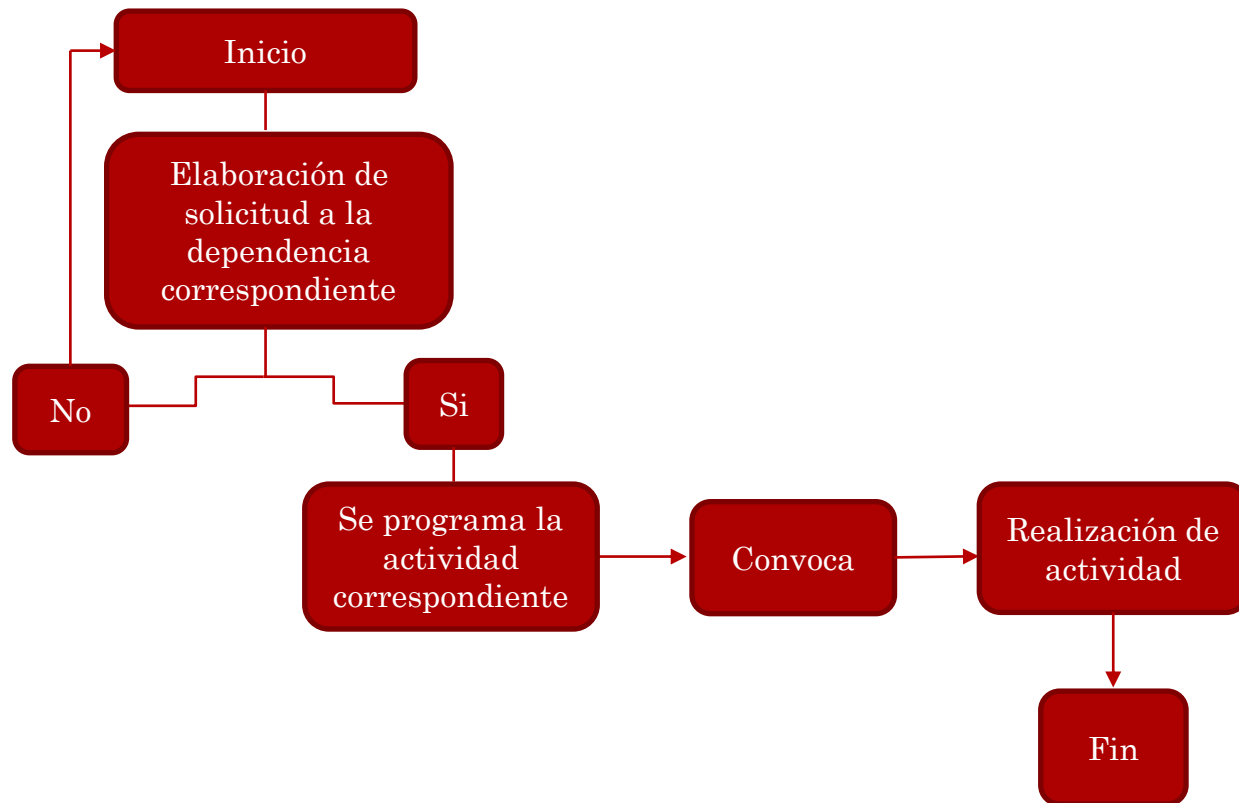 Inicio
Elaboración de
solicitud a la
dependencia
correspondiente
No
Si
Se programa la
actividad
correspondiente
Convoca
Realización de
actividad
Fin